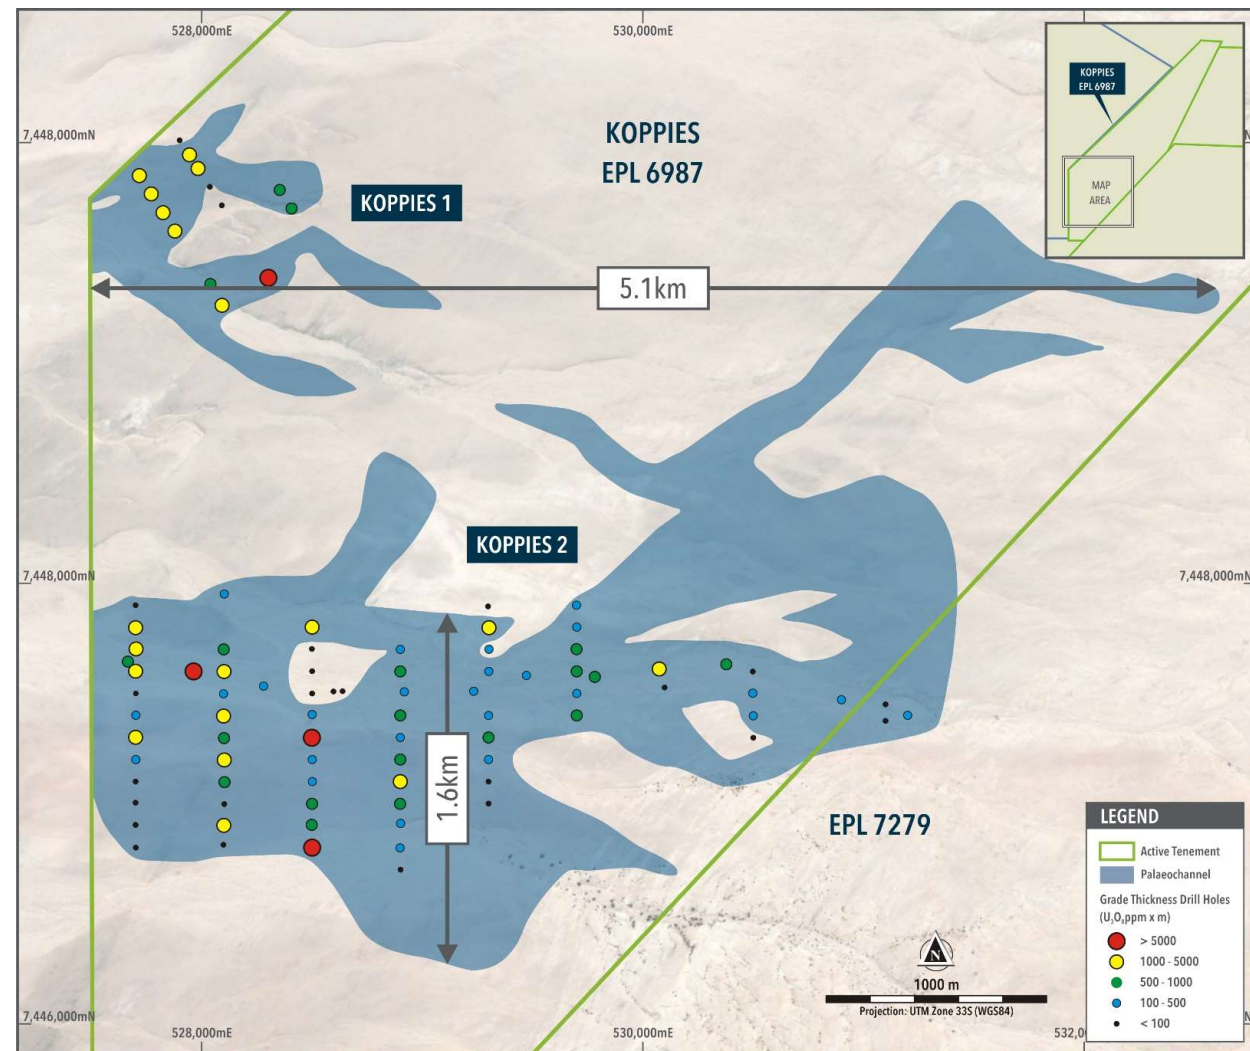 528,000mE
530,000mE
7,448,000mN
KOPPIES
EPL 6987
KOPPIES
EPL 6987
MAP
AREA
KOPPIES 1
5.1km
KOPPIES 2
7,448,000mN
7,448,000mN
1.6km
EPL 7279
LEGEND
Active Tenement
Palaeochannel
Grade Thickness Drill Holes
(U₃O₈ppm x m)
> 5000
1000 - 5000
500 - 1000
100 - 500
< 100
N
1000 m
Projection: UTM Zone 33S (WGS84)
7,446,000mN
528,000mE
530,000mE
532,0